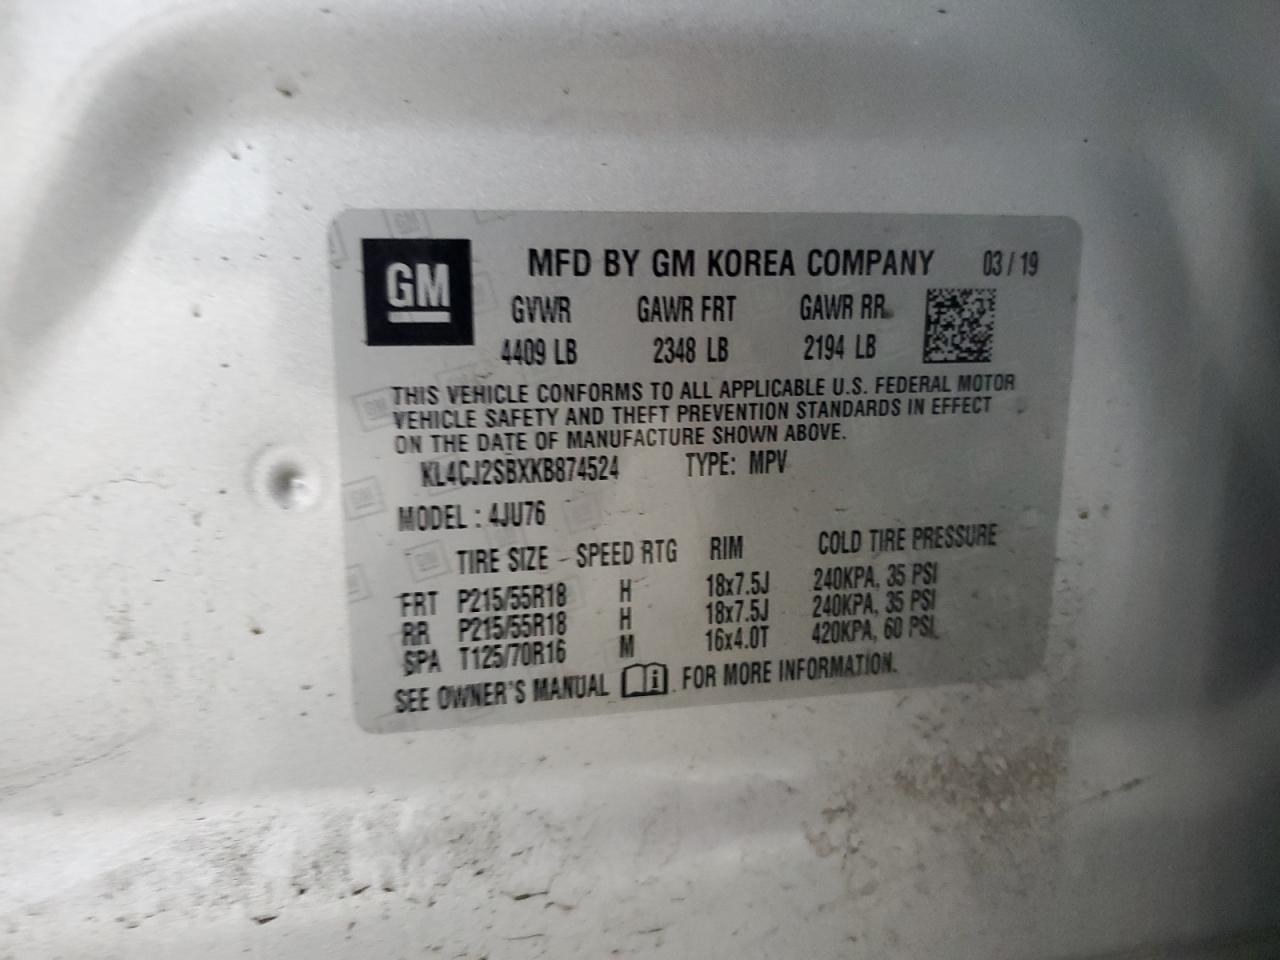 GM
MFD BY GM KOREA COMPANY 03/19
GVWR GAWR FRT GAWR RR
4409 LB 2348 LB 2194 LB
THIS VEHICLE CONFORMS TO ALL APPLICABLE U.S. FEDERAL MOTOR
VEHICLE SAFETY AND THEFT PREVENTION STANDARDS IN EFFECT
ON THE DATE OF MANUFACTURE SHOWN ABOVE.
KL4CJ2SBXKB874524 TYPE: MPV
MODEL: 4JU76
TIRE SIZE SPEED RTG RIM COLD TIRE PRESSURE
FRT P215/55R18 H 18x7.5J 240KPA, 35 PSI
RR P215/55R18 H 18x7.5J 240KPA, 35 PSI
SPA T125/70R16 M 16x4.0T 420KPA, 60 PSI
SEE OWNER'S MANUAL FOR MORE INFORMATION.